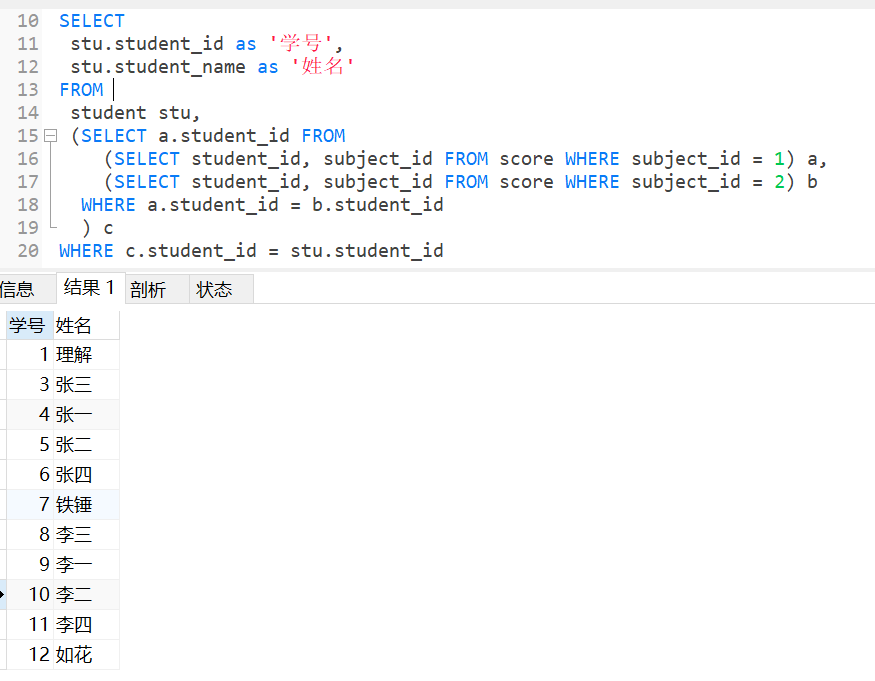 10 SELECT
11 stu.student_id as '学号',
12 stu.student_name as '姓名'
13 FROM
14 student stu,
15 (SELECT a.student_id FROM
16 (SELECT student_id, subject_id FROM score WHERE subject_id = 1) a,
17 (SELECT student_id, subject_id FROM score WHERE subject_id = 2) b
18 WHERE a.student_id = b.student_id
19 ) c
20 WHERE c.student_id = stu.student_id
信息 结果 1 剖析 状态
学号 姓名
1 理解
3 张三
4 张一
5 张二
6 张四
7 铁锤
8 李三
9 李一
10 李二
11 李四
12 如花